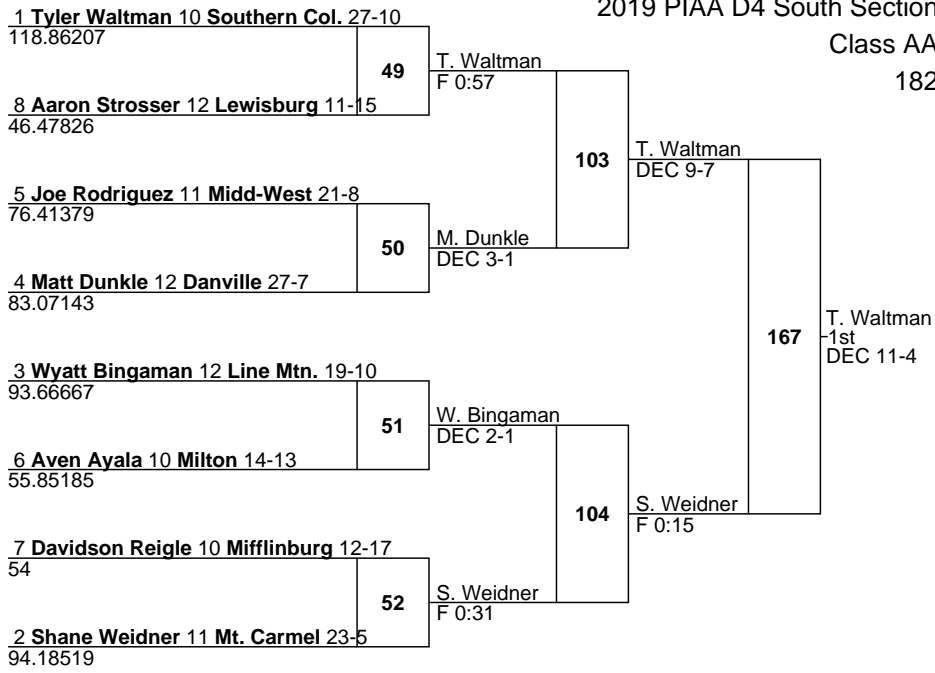 2019 PIAA D4 South Section
Class AA
182
1 Tyler Waltman 10 Southern Col. 27-10
118.86207
49
T. Waltman
F 0:57
8 Aaron Strosser 12 Lewisburg 11-15
46.47826
103
T. Waltman
DEC 9-7
5 Joe Rodriguez 11 Midd-West 21-8
76.41379
50
M. Dunkle
DEC 3-1
4 Matt Dunkle 12 Danville 27-7
83.07143
167
T. Waltman
1st
DEC 11-4
3 Wyatt Bingaman 12 Line Mtn. 19-10
93.66667
51
W. Bingaman
DEC 2-1
6 Aven Ayala 10 Milton 14-13
55.85185
104
S. Weidner
F 0:15
7 Davidson Reigle 10 Mifflinburg 12-17
54
52
S. Weidner
F 0:31
2 Shane Weidner 11 Mt. Carmel 23-5
94.18519